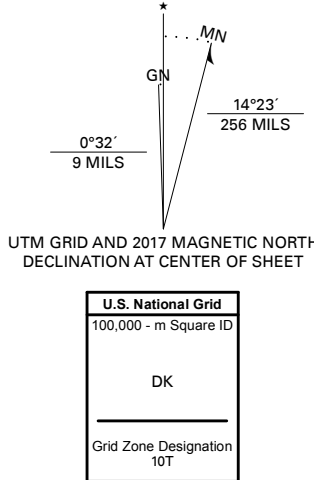 ★
MN
GN
0°32´
9 MILS
14°23´
256 MILS
UTM GRID AND 2017 MAGNETIC NORTH
DECLINATION AT CENTER OF SHEET
U.S. National Grid
100,000 - m Square ID
DK
Grid Zone Designation
10T